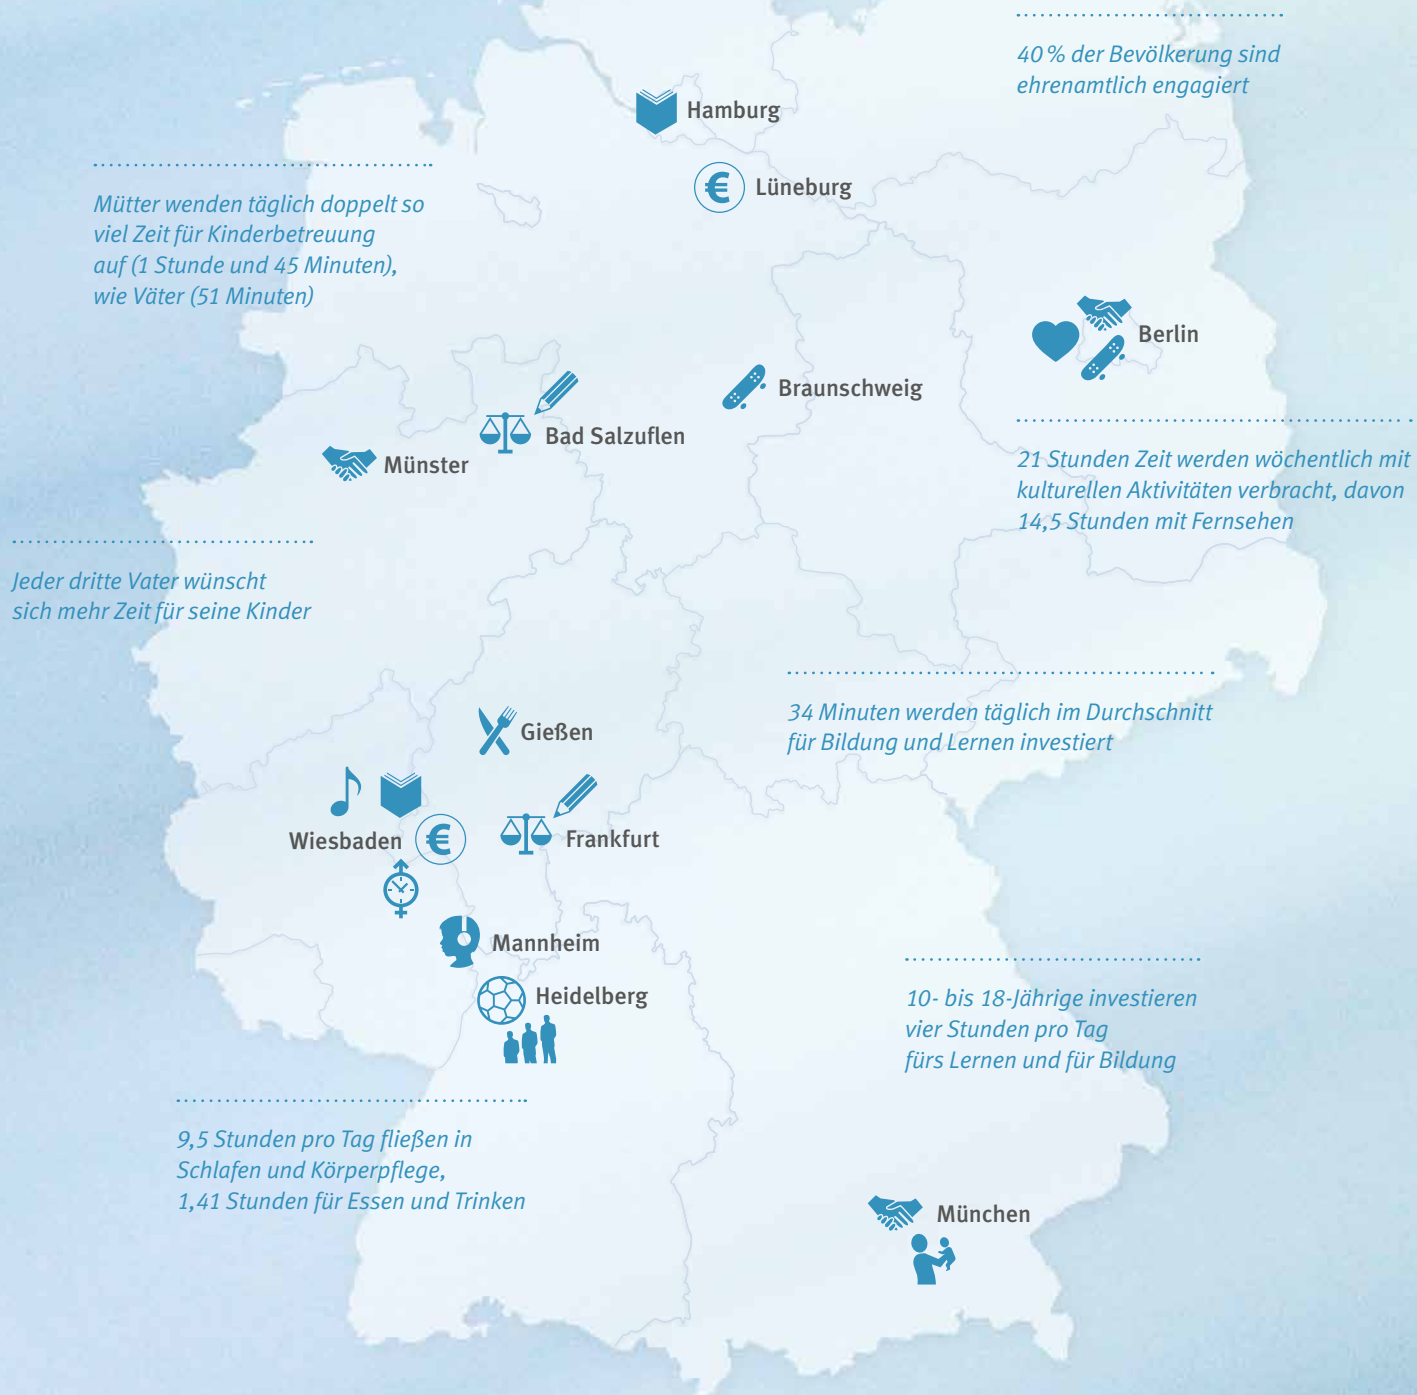 40 % der Bevölkerung sind
ehrenamtlich engagiert
Hamburg
Lüneburg
Mütter wenden täglich doppelt so
viel Zeit für Kinderbetreuung
auf (1 Stunde und 45 Minuten),
wie Väter (51 Minuten)
Berlin
Braunschweig
Bad Salzuflen
Münster
21 Stunden Zeit werden wöchentlich mit
kulturellen Aktivitäten verbracht, davon
14,5 Stunden mit Fernsehen
Jeder dritte Vater wünscht
sich mehr Zeit für seine Kinder
34 Minuten werden täglich im Durchschnitt
für Bildung und Lernen investiert
Gießen
Wiesbaden
€
Frankfurt
Mannheim
Heidelberg
10- bis 18-Jährige investieren
vier Stunden pro Tag
fürs Lernen und für Bildung
9,5 Stunden pro Tag fließen in
Schlafen und Körperpflege,
1,41 Stunden für Essen und Trinken
München